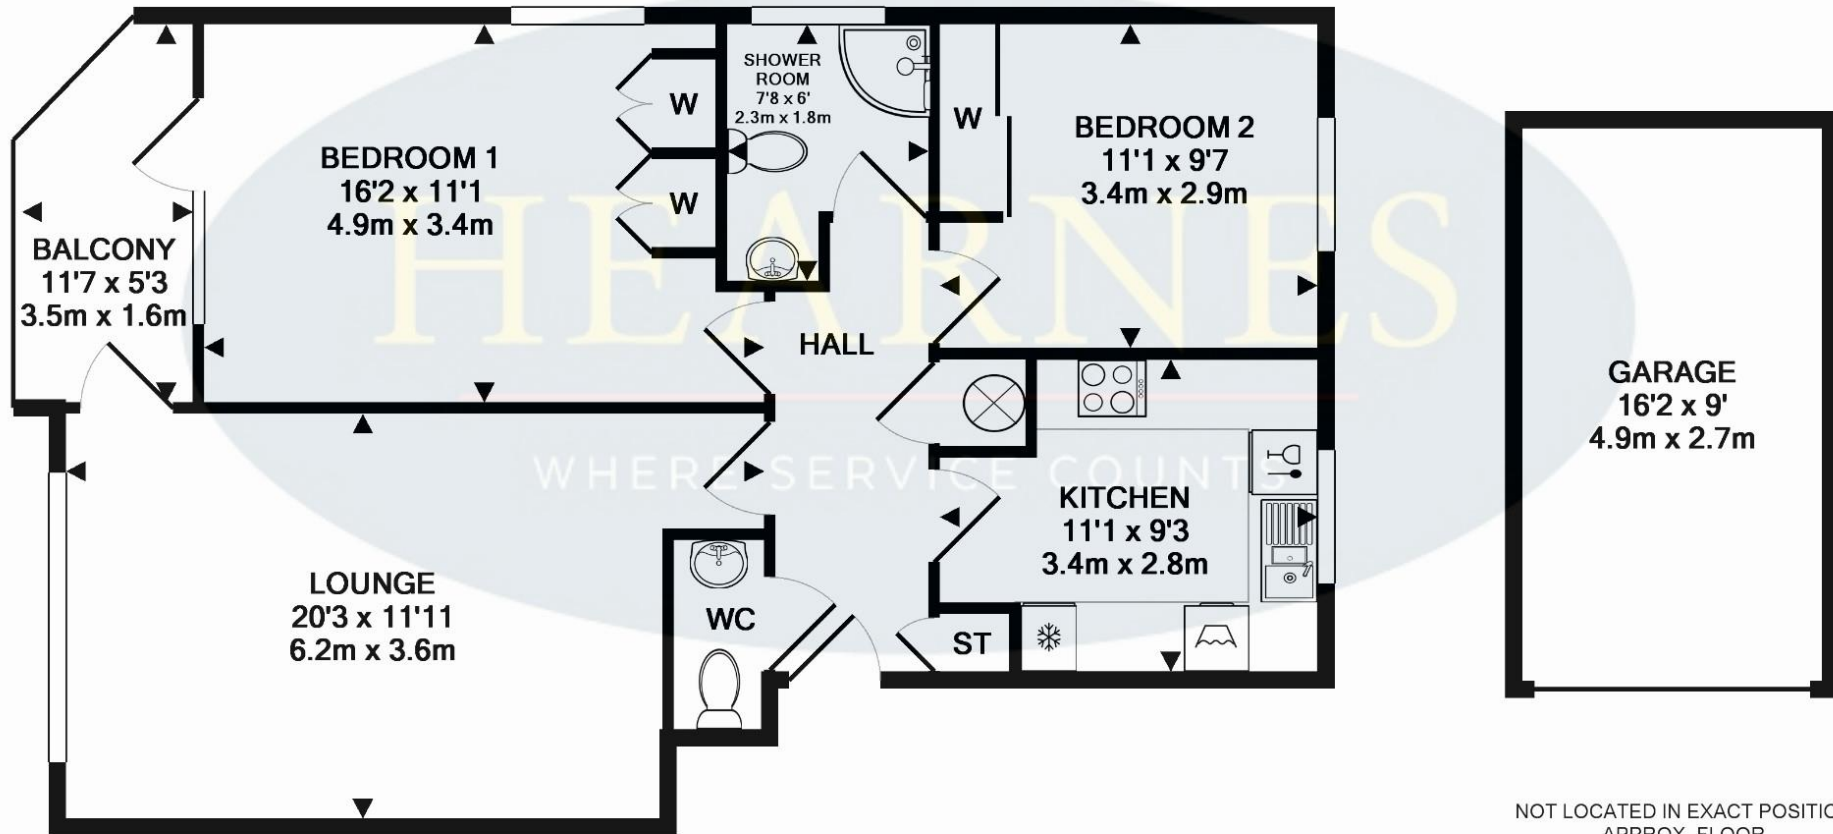 SHOWER
ROOM
7'8 x 6'
2.3m x 1.8m
W
W
W
BEDROOM 1
16'2 x 11'1
4.9m x 3.4m
BEDROOM 2
11'1 x 9'7
3.4m x 2.9m
BALCONY
11'7 x 5'3
3.5m x 1.6m
HEARNES
HALL
WHERE SERVICE COUNTS
GARAGE
16'2 x 9'
4.9m x 2.7m
KITCHEN
11'1 x 9'3
3.4m x 2.8m
LOUNGE
20'3 x 11'11
6.2m x 3.6m
WC
ST
NOT LOCATED IN EXACT POSITIO
APPROX. FLOOR